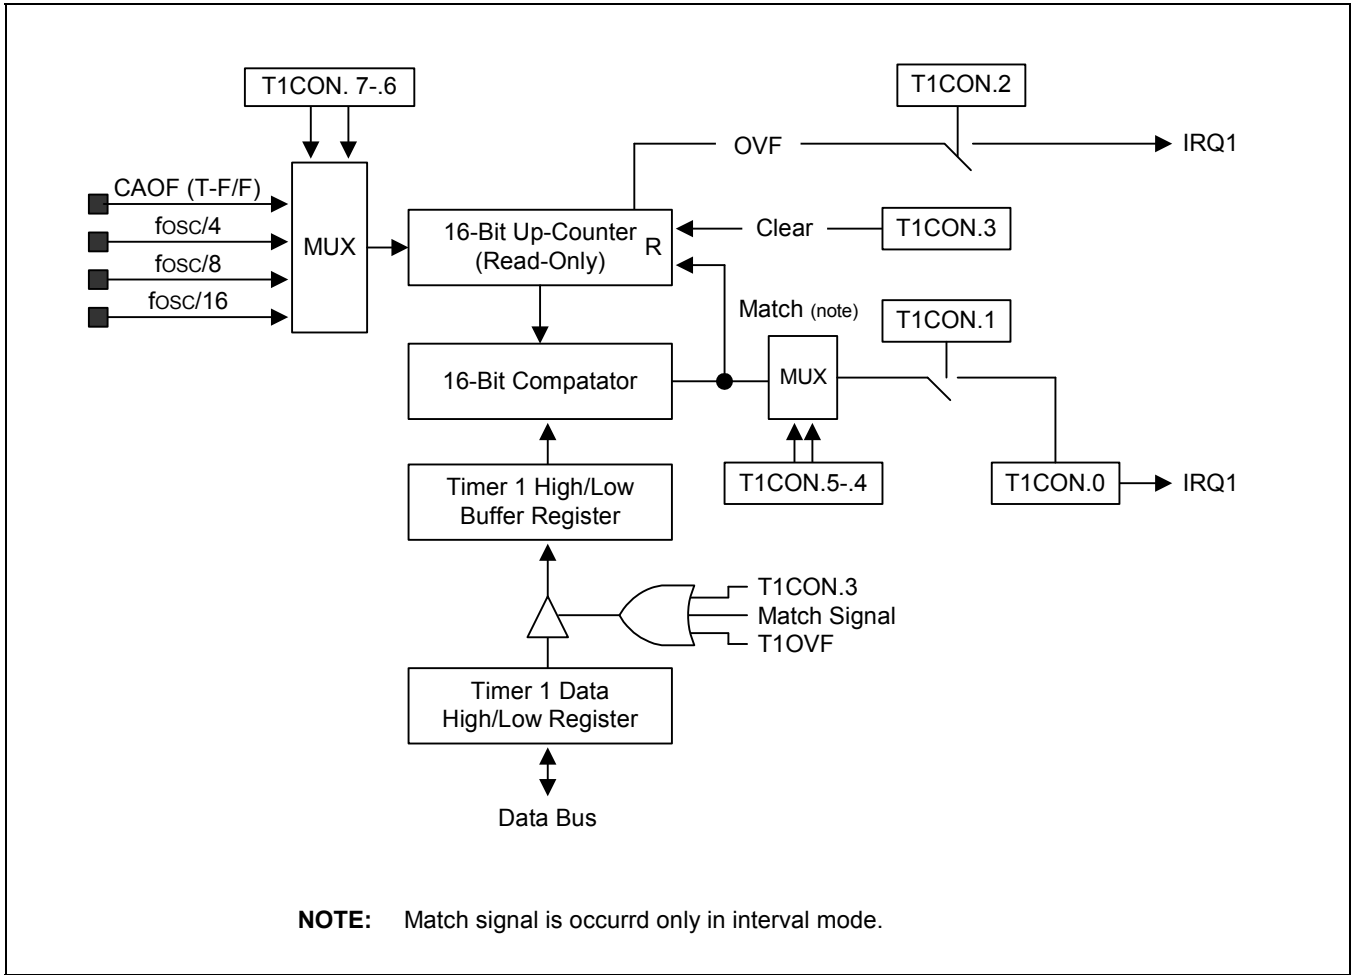 T1CON. 7-.6
T1CON.2
OVF
IRQ1
CAOF (T-F/F)
fOSC/4
fOSC/8
fOSC/16
MUX
16-Bit Up-Counter
(Read-Only)
R
Clear
T1CON.3
Match (note)
T1CON.1
16-Bit Compatator
MUX
T1CON.5-.4
T1CON.0
IRQ1
Timer 1 High/Low
Buffer Register
T1CON.3
Match Signal
T1OVF
Timer 1 Data
High/Low Register
Data Bus
NOTE: Match signal is occurrd only in interval mode.